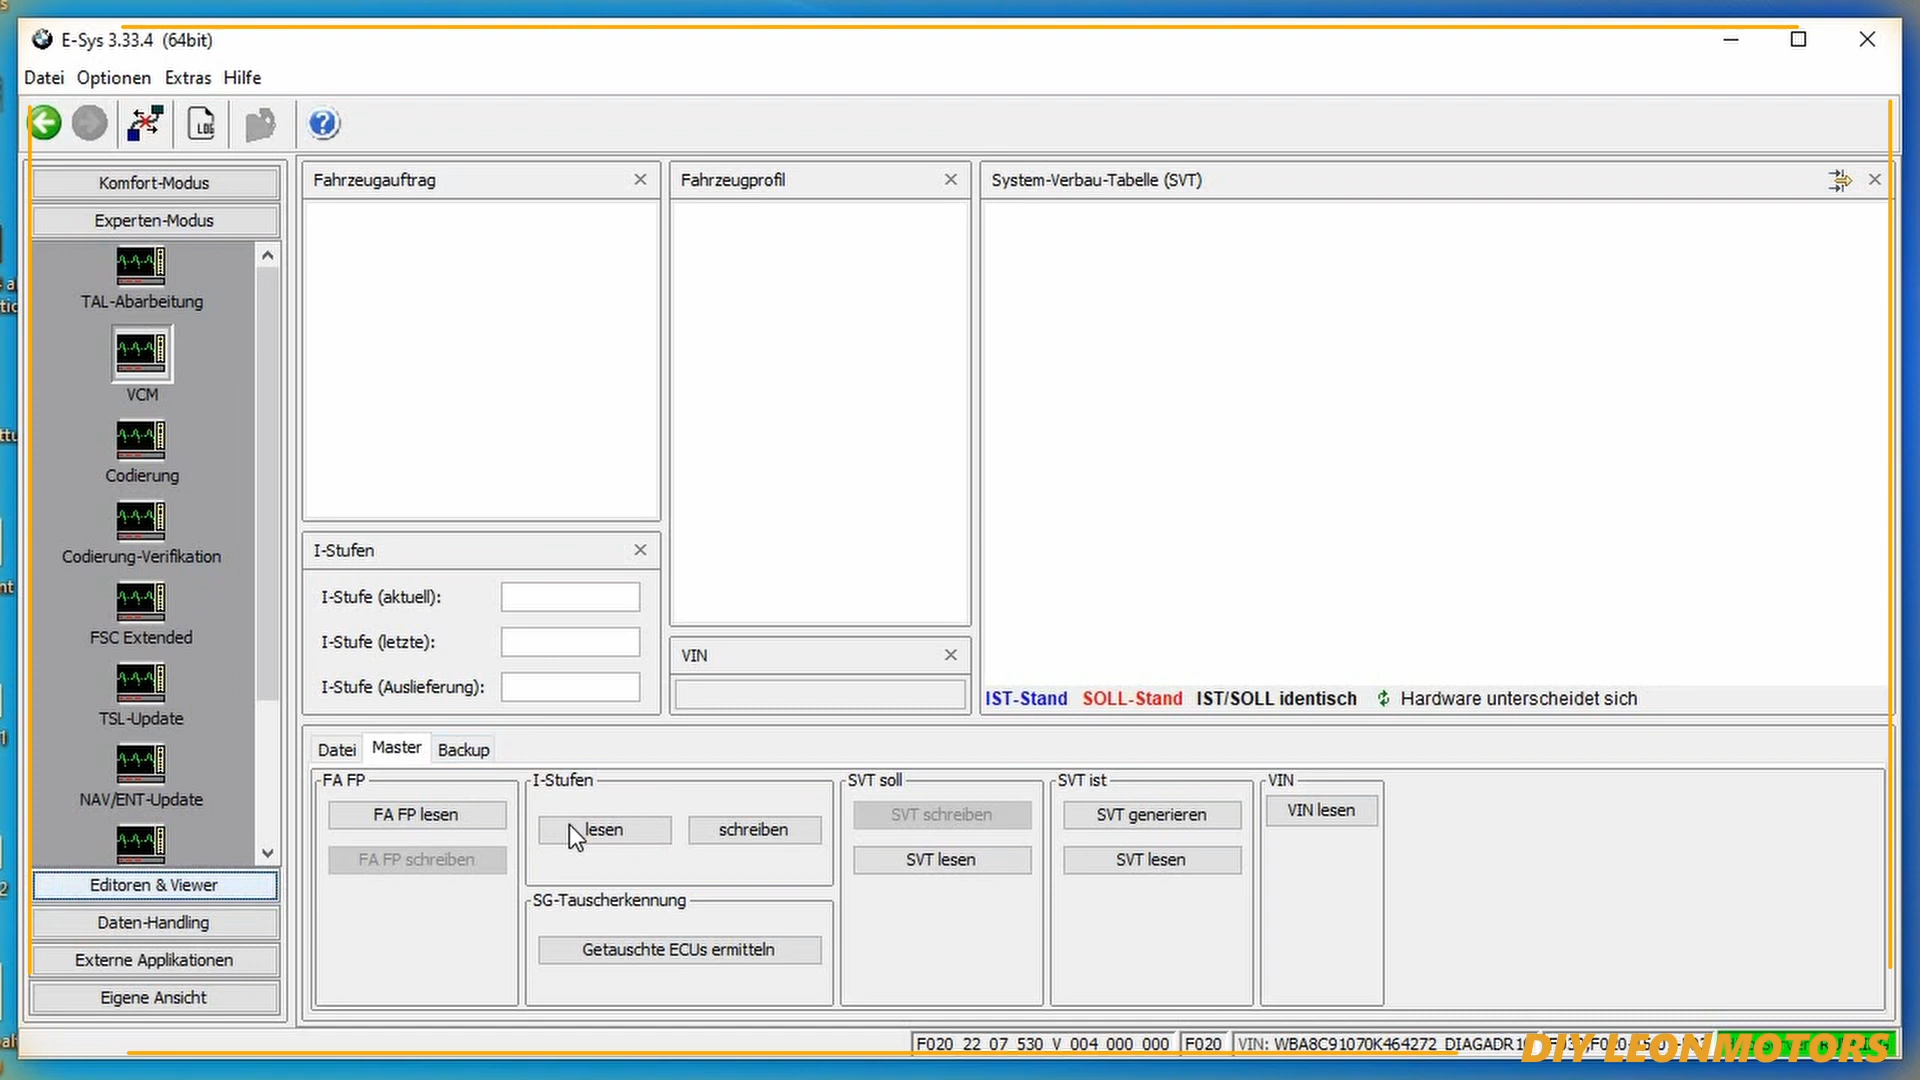 E-Sys 3.33.4 (64bit)
Datei Optionen Extras Hilfe
LOG
Komfort-Modus
Experten-Modus
TAL-Abarbeitung
VCM
Codierung
Codierung-Verifikation
FSC Extended
TSL-Update
NAV/ENT-Update
Editoren & Viewer
Daten-Handling
Externe Applikationen
Eigene Ansicht
Fahrzeugauftrag
Fahrzeugprofil
System-Verbau-Tabelle (SVT)
I-Stufen
I-Stufe (aktuell):
I-Stufe (letzte):
I-Stufe (Auslieferung):
VIN
IST-Stand SOLL-Stand IST/SOLL identisch Hardware unterscheidet sich
Datei Master Backup
FA FP
FA FP lesen
FA FP schreiben
I-Stufen
lesen schreiben
SG-Tauscherkennung
Getauschte ECUs ermitteln
SVT soll
SVT schreiben
SVT lesen
SVT ist
SVT generieren
SVT lesen
VIN
VIN lesen
F020_22_07_530_V_004_000_000 F020 VIN: WBA8C91070K464272_DIAGADR10
DIY LEONMOTORS